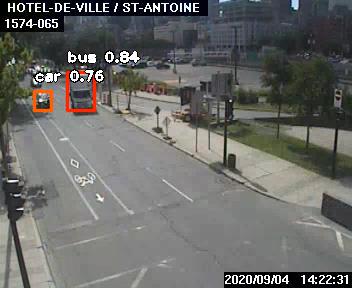 HOTEL-DE-VILLE / ST-ANTOINE
1574-065
bus 0.84
car 0.76
2020/09/04 14:22:31